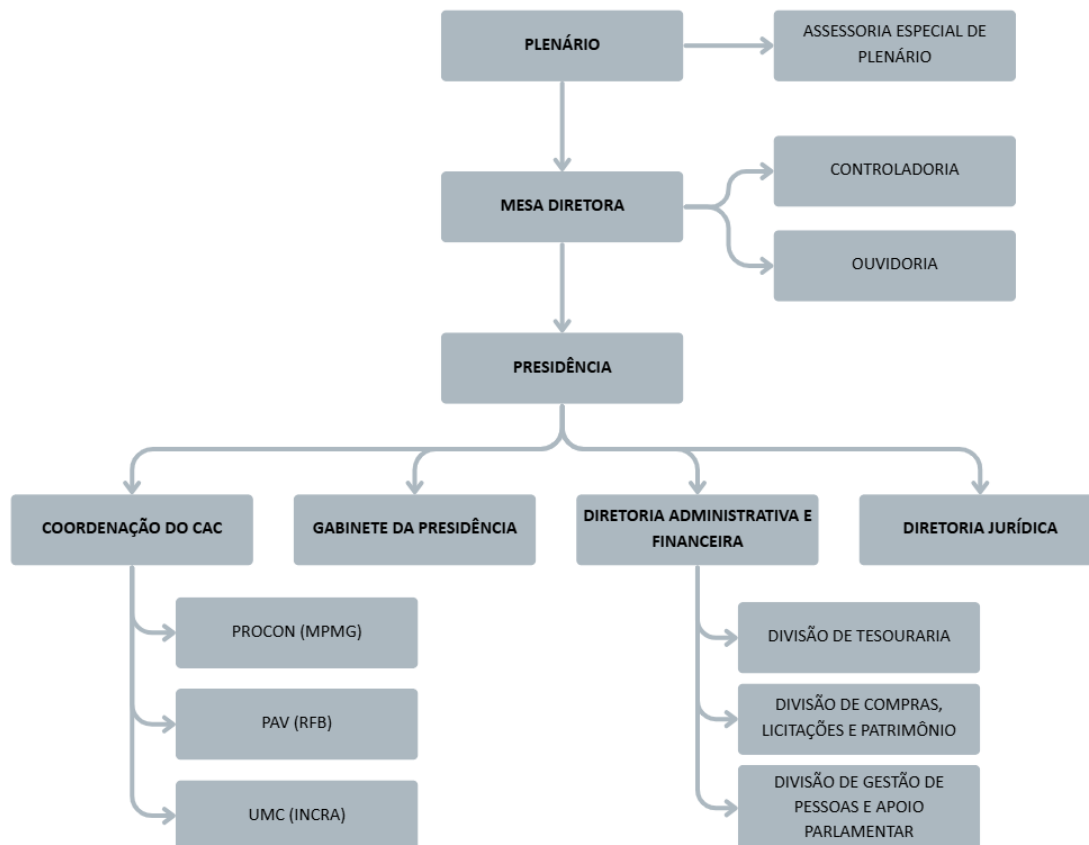 PLENÁRIO
ASSESSORIA ESPECIAL DE
PLENÁRIO
CONTROLADORIA
MESA DIRETORA
OUVIDORIA
PRESIDÊNCIA
COORDENAÇÃO DO CAC
GABINETE DA PRESIDÊNCIA
DIRETORIA ADMINISTRATIVA E
FINANCEIRA
DIRETORIA JURÍDICA
PROCON (MPMG)
PAV (RFB)
UMC (INCRA)
DIVISÃO DE TESOURARIA
DIVISÃO DE COMPRAS,
LICITAÇÕES E PATRIMÔNIO
DIVISÃO DE GESTÃO DE
PESSOAS E APOIO
PARLAMENTAR